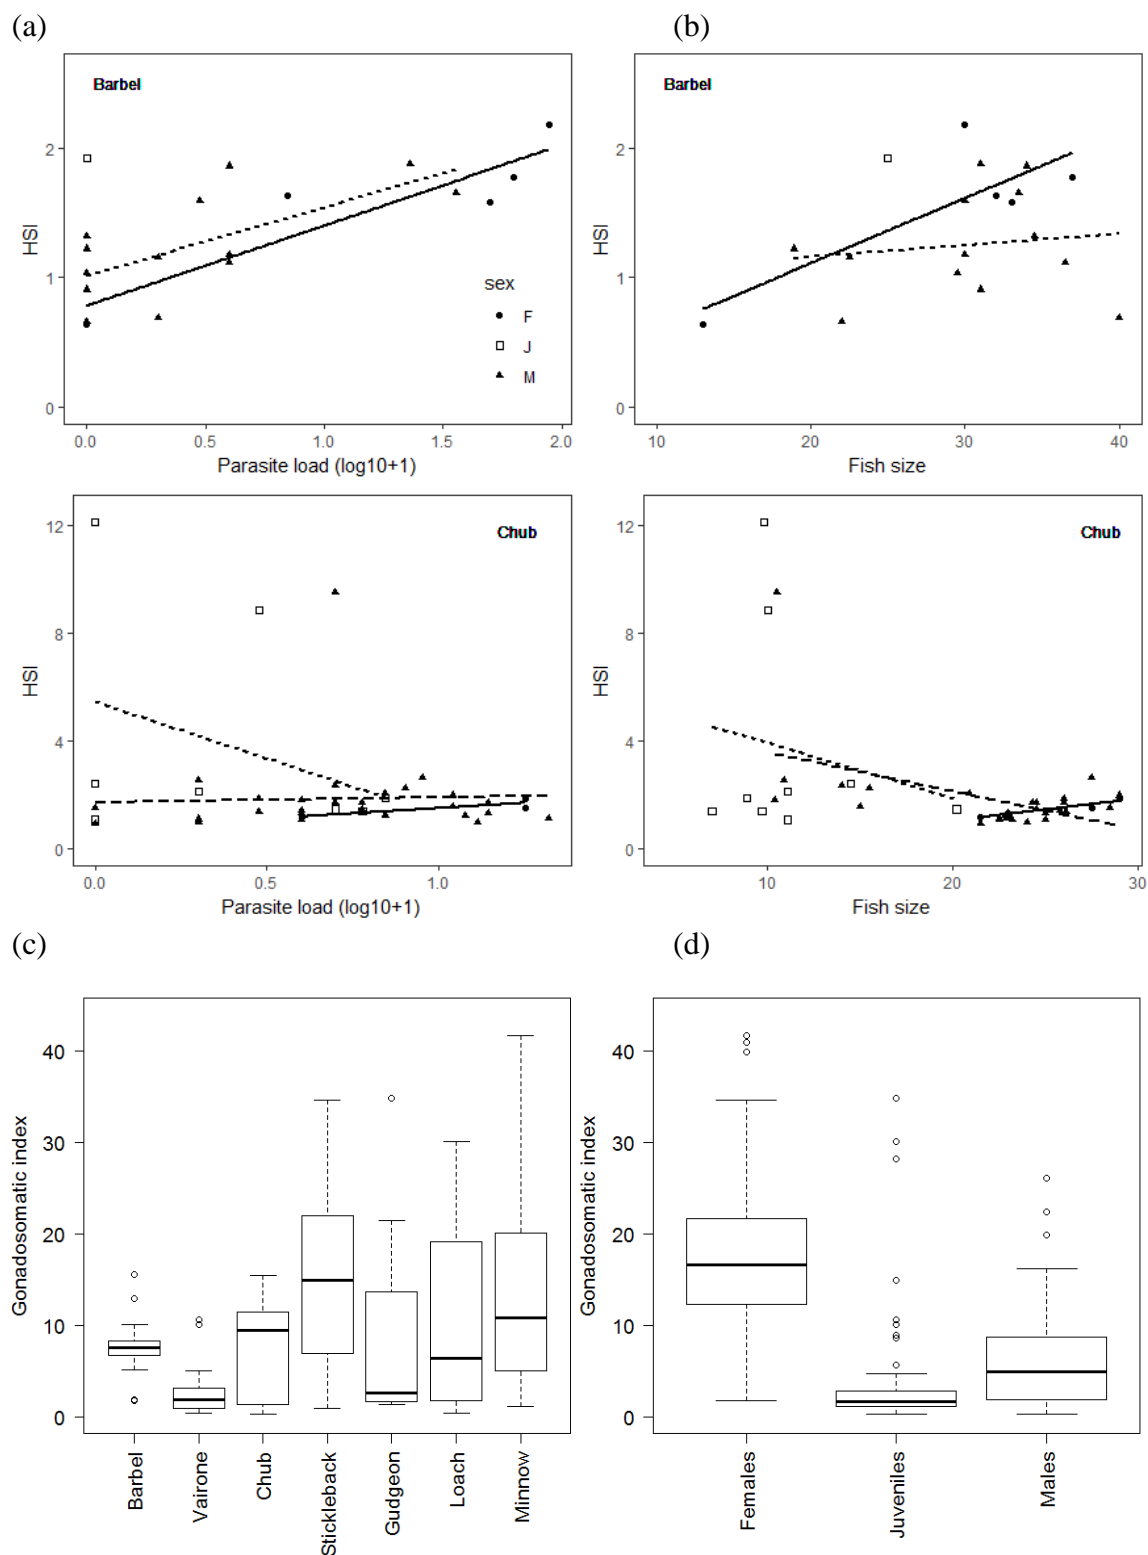 (a) (b)
Barbel
HSI
2
1
0
sex
F
J
M
0.0 0.5 1.0 1.5 2.0
Parasite load (log10+1)
Barbel
HSI
2
1
0
10 20 30 40
Fish size
Chub
HSI
12
8
4
0
0.0 0.5 1.0
Parasite load (log10+1)
Chub
HSI
12
8
4
0
10 20 30
Fish size
(c) (d)
Gonadosomatic index
40
30
20
10
0
Barbel
Vairone
Chub
Stickleback
Gudgeon
Loach
Minnow
Gonadosomatic index
40
30
20
10
0
Females
Juveniles
Males